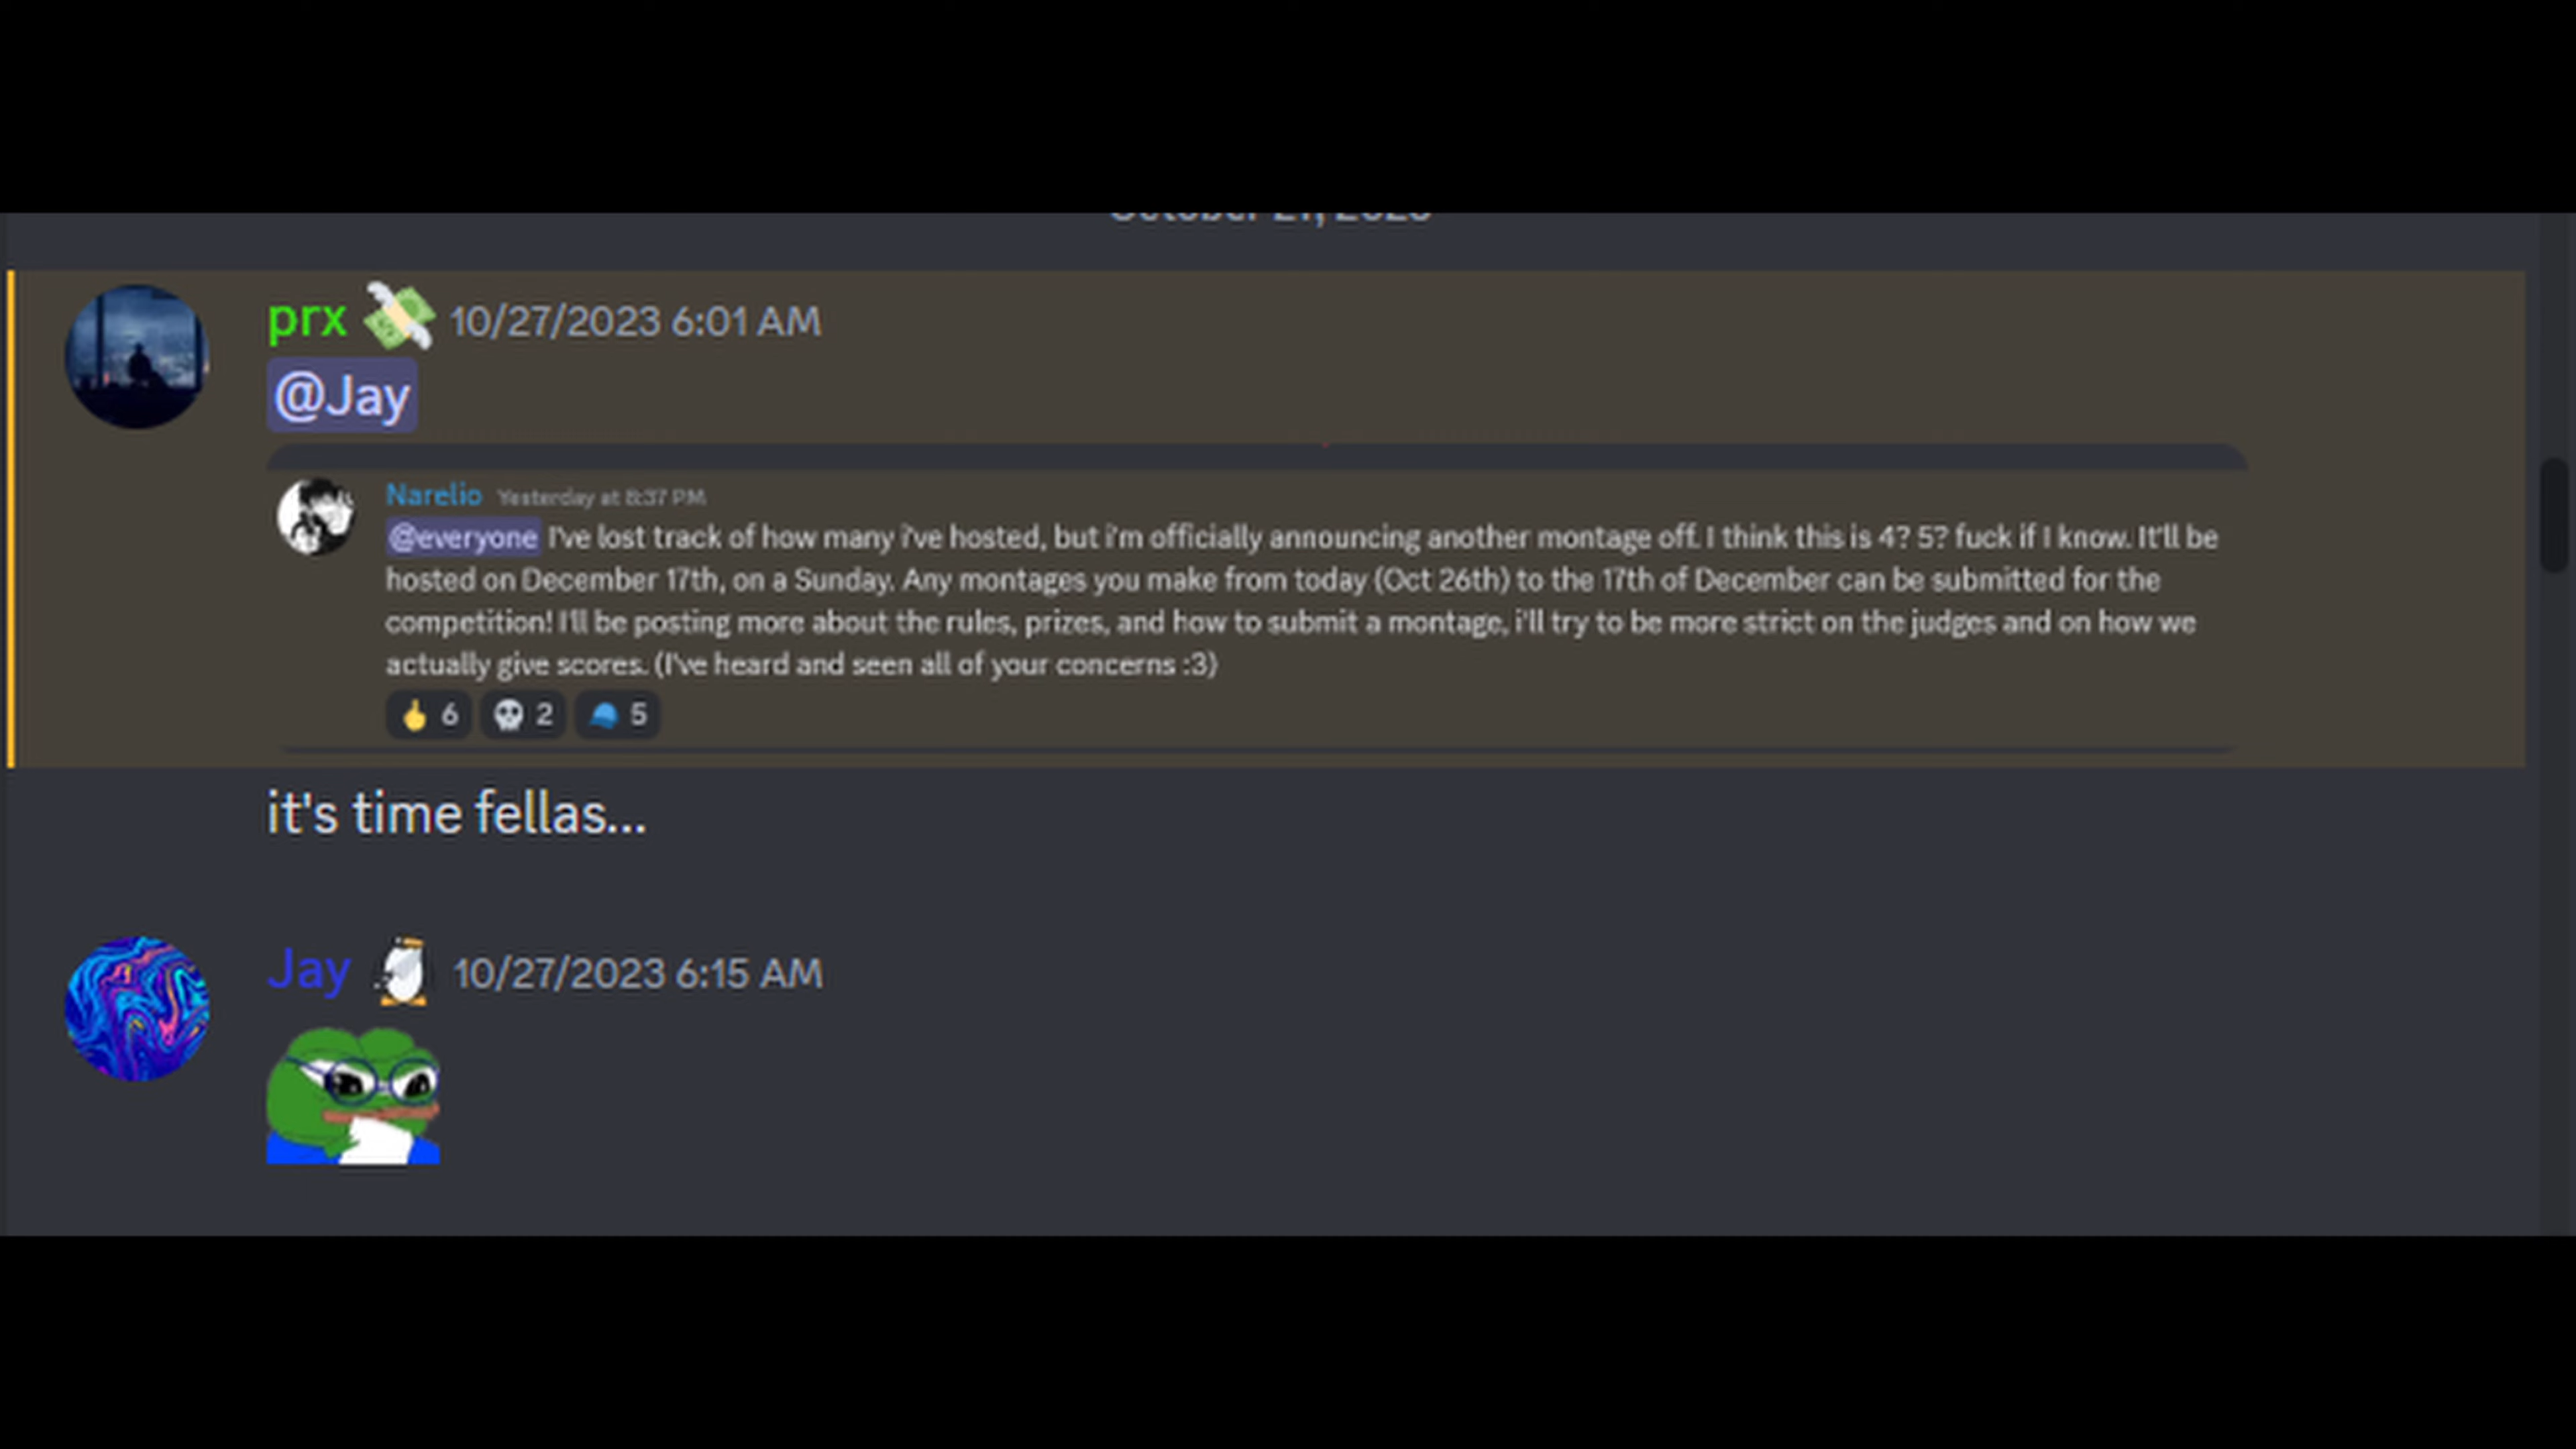 October 27, 2023
prx 10/27/2023 6:01 AM
@Jay
Narelio Yesterday at 8:37 PM
@everyone I've lost track of how many i've hosted, but i'm officially announcing another montage off. I think this is 4? 5? fuck if I know. It'll be
hosted on December 17th, on a Sunday. Any montages you make from today (Oct 26th) to the 17th of December can be submitted for the
competition! I'll be posting more about the rules, prizes, and how to submit a montage, i'll try to be more strict on the judges and on how we
actually give scores. (I've heard and seen all of your concerns :3)
6 2 5
it's time fellas...
Jay 10/27/2023 6:15 AM